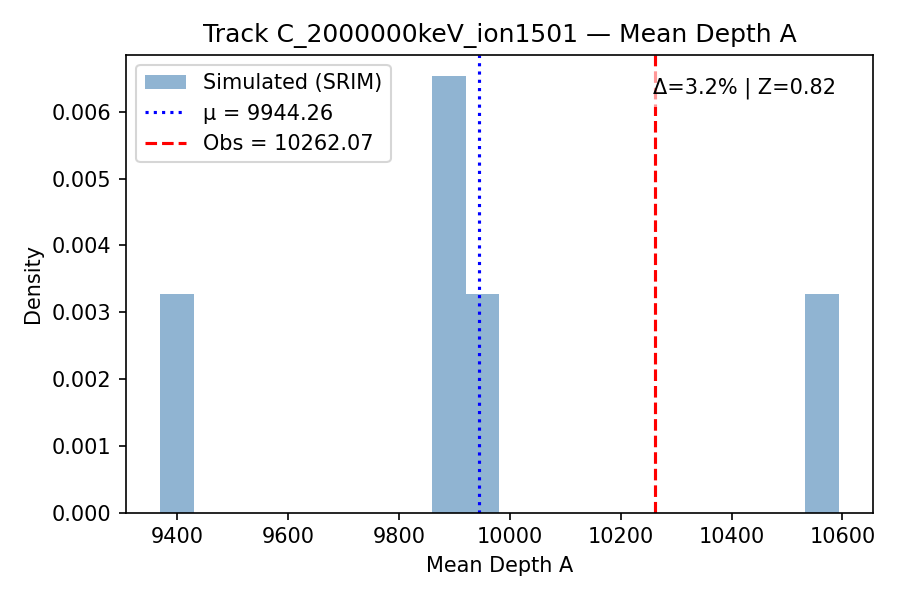 Track C_2000000keV_ion1501 — Mean Depth A
Simulated (SRIM)
μ = 9944.26
Obs = 10262.07
Δ=3.2% | Z=0.82
Density
0.006
0.005
0.004
0.003
0.002
0.001
0.000
9400 9600 9800 10000 10200 10400 10600
Mean Depth A